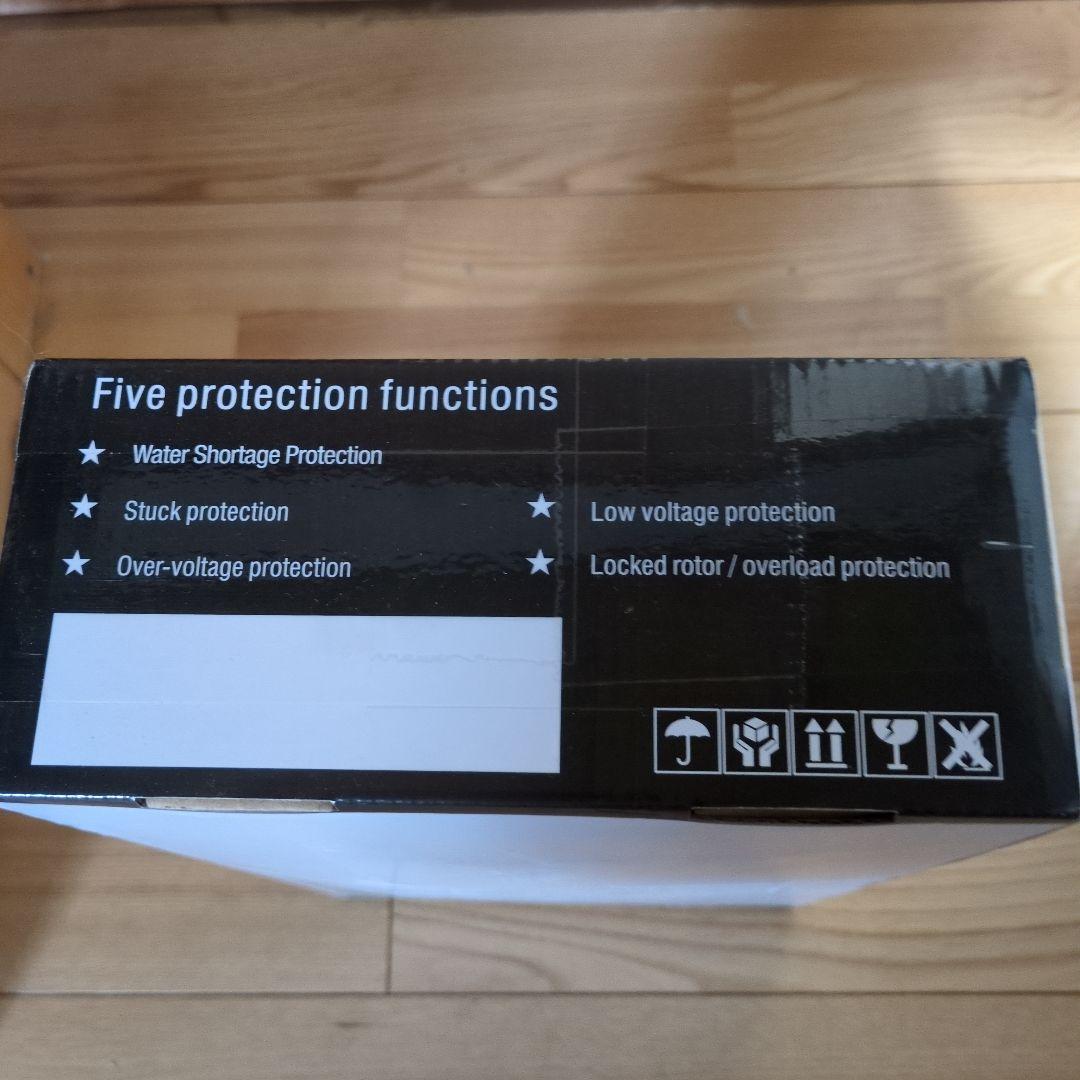 Five protection functions
★ Water Shortage Protection
★ Stuck protection
★ Low voltage protection
★ Over-voltage protection
★ Locked rotor / overload protection